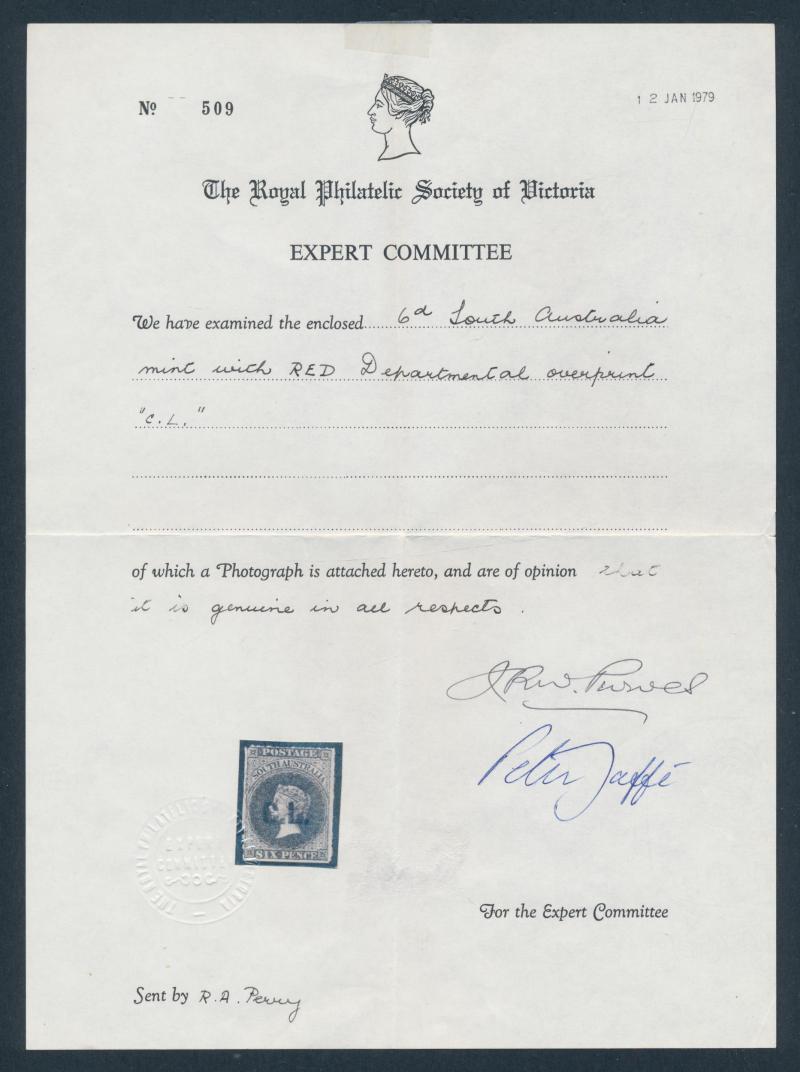 Nº 509
12 JAN 1979
The Royal Philatelic Society of Victoria
EXPERT COMMITTEE
We have examined the enclosed 6d South Australia
mint with RED Departmental overprint
"C.L."
of which a Photograph is attached hereto, and are of opinion that
it is genuine in all respects.
J R W. Purves
Peter Jaffé
POSTAGE
SOUTH AUSTRALIA
C.L.
SIX PENCE
EXPERT
COMMITTEE
For the Expert Committee
Sent by R.A. Perry